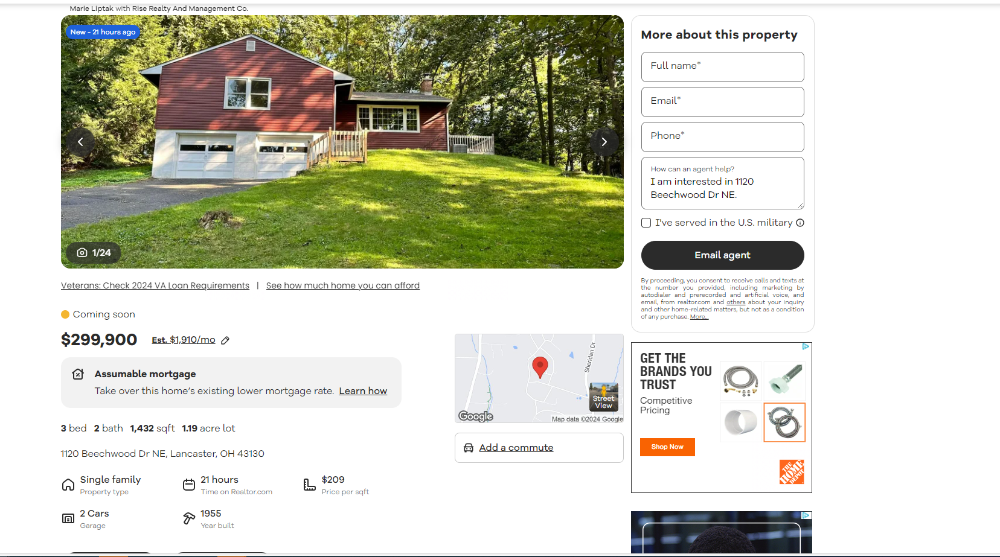 Marie Liptak with Rise Realty And Management Co.
New - 21 hours ago
1/24
Veterans: Check 2024 VA Loan Requirements | See how much home you can afford
Coming soon
$299,900 Est. $1,910/mo
Assumable mortgage
Take over this home's existing lower mortgage rate. Learn how
3 bed 2 bath 1,432 sqft 1.19 acre lot
1120 Beechwood Dr NE, Lancaster, OH 43130
Single family
Property type
21 hours
Time on Realtor.com
$209
Price per sqft
2 Cars
Garage
1955
Year built
Sheridan Dr
Street
View
Google
Map data ©2024 Google
Add a commute
More about this property
Full name*
Email*
Phone*
How can an agent help?
I am interested in 1120
Beechwood Dr NE.
I've served in the U.S. military
Email agent
By proceeding, you consent to receive calls and texts at
the number you provided, including marketing by
autodialer and prerecorded and artificial voice, and
email, from realtor.com and others about your inquiry
and other home-related matters, but not as a condition
of any purchase. More...
GET THE
BRANDS YOU
TRUST
Competitive
Pricing
Shop Now
THE
HOME
DEPOT